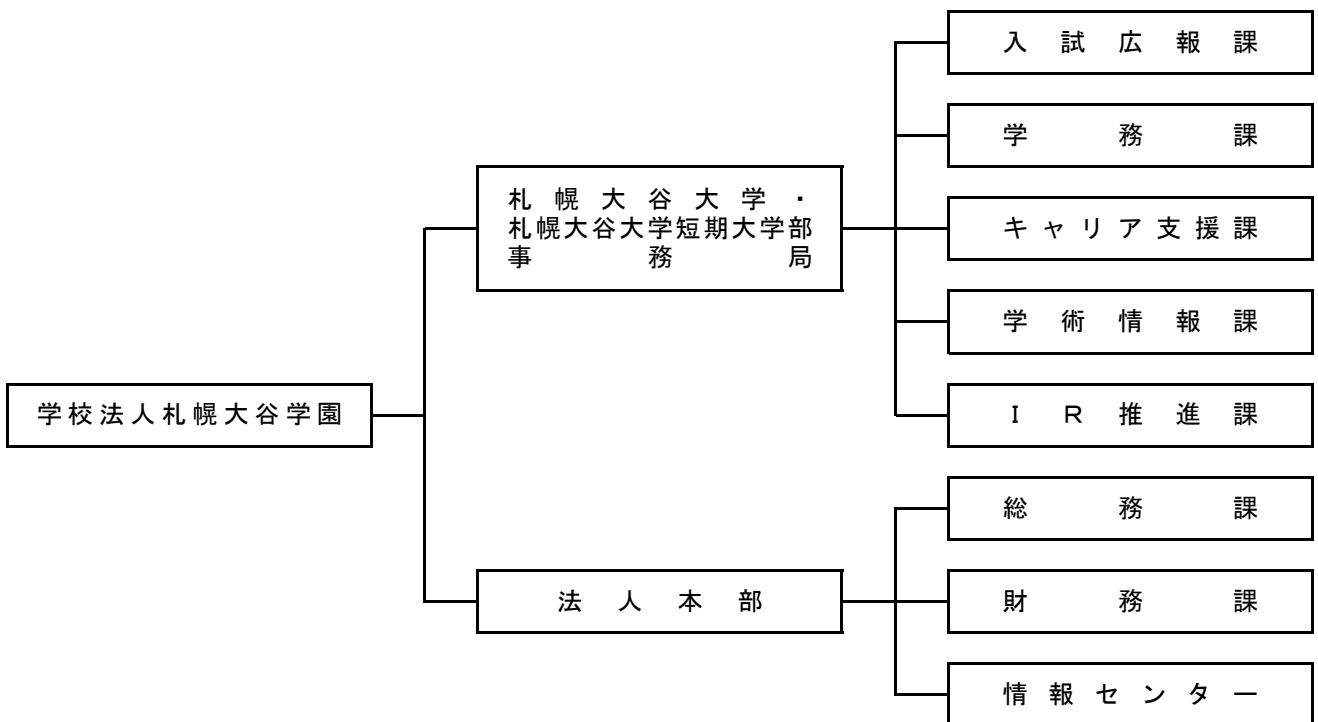 入試広報課
学務課
札幌大谷大学・
札幌大谷大学短期大学部
事務局
キャリア支援課
学術情報課
学校法人札幌大谷学園
ＩＲ推進課
総務課
法人本部
財務課
情報センター